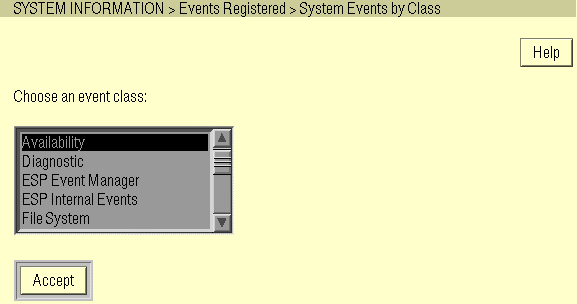 SYSTEM INFORMATION > Events Registered > System Events by Class
Help
Choose an event class:
Availability
Diagnostic
ESP Event Manager
ESP Internal Events
File System
Accept